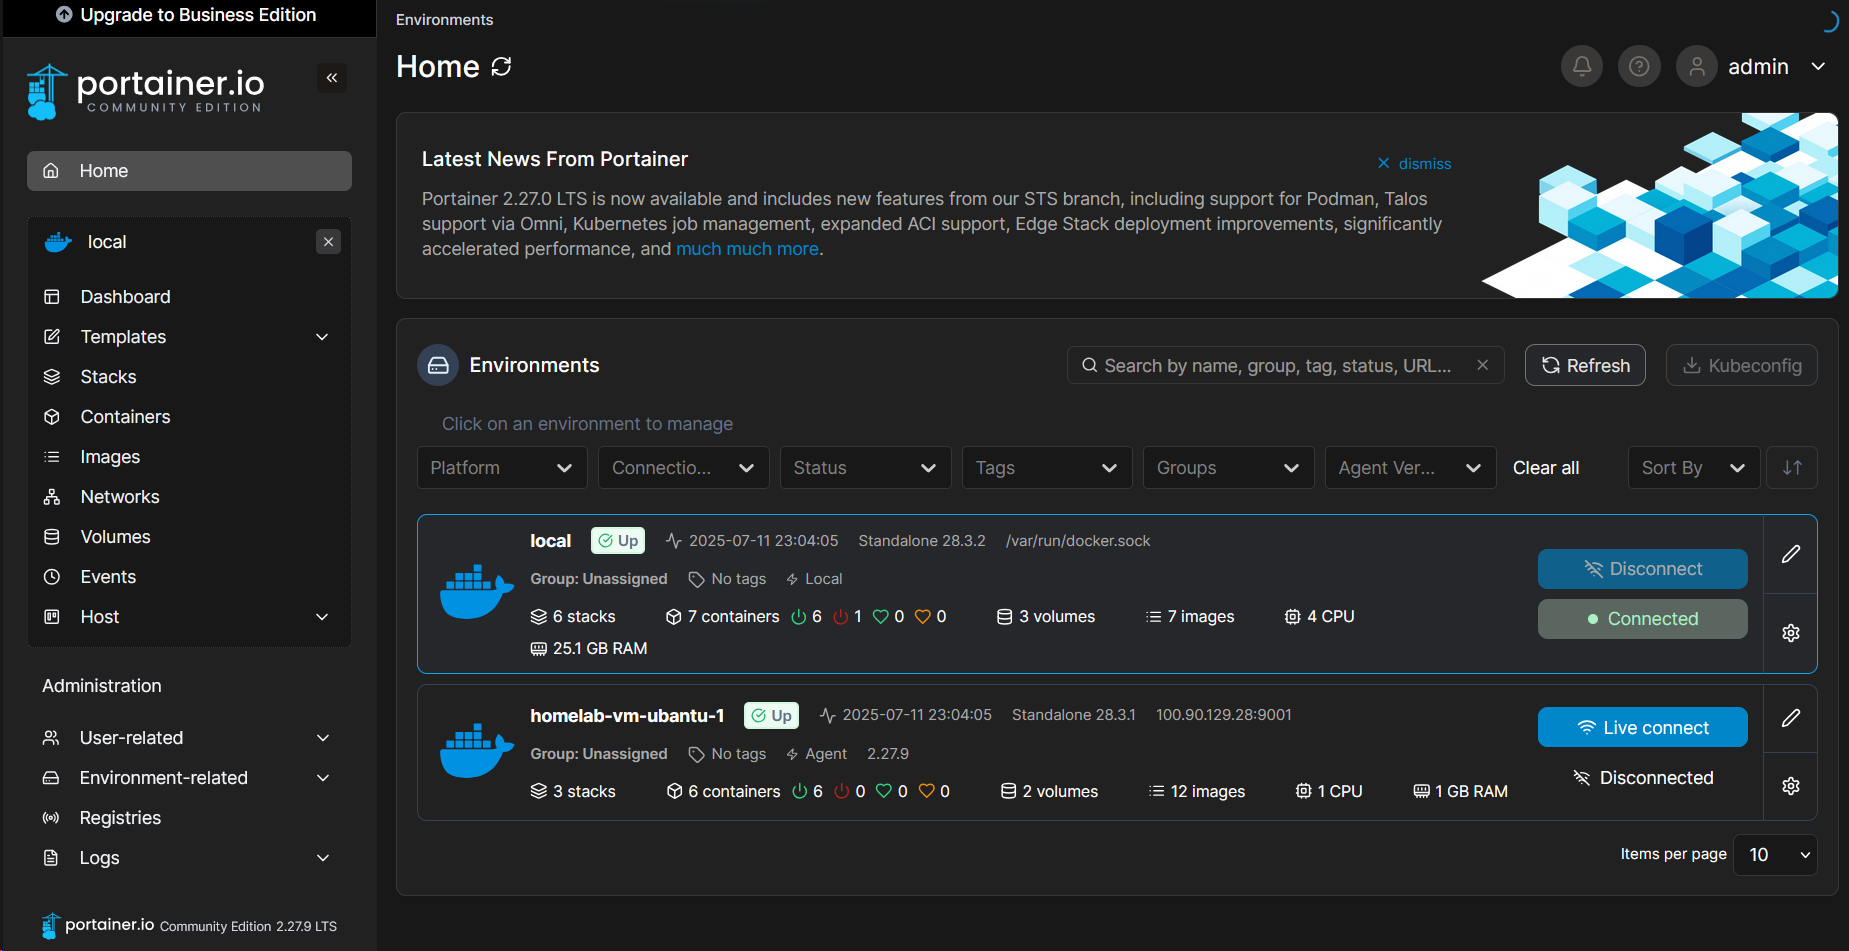 Upgrade to Business Edition
portainer.io
COMMUNITY EDITION
Home
local
Dashboard
Templates
Stacks
Containers
Images
Networks
Volumes
Events
Host
Administration
User-related
Environment-related
Registries
Logs
portainer.io Community Edition 2.27.9 LTS
Environments
Home
admin
Latest News From Portainer
dismiss
Portainer 2.27.0 LTS is now available and includes new features from our STS branch, including support for Podman, Talos
support via Omni, Kubernetes job management, expanded ACI support, Edge Stack deployment improvements, significantly
accelerated performance, and much much more.
Environments
Search by name, group, tag, status, URL...
Refresh
Kubeconfig
Click on an environment to manage
Platform Connectio... Status Tags Groups Agent Ver... Clear all Sort By
local Up 2025-07-11 23:04:05 Standalone 28.3.2 /var/run/docker.sock
Group: Unassigned No tags Local
6 stacks 7 containers 6 1 0 0 3 volumes 7 images 4 CPU
25.1 GB RAM
Disconnect
Connected
homelab-vm-ubantu-1 Up 2025-07-11 23:04:05 Standalone 28.3.1 100.90.129.28:9001
Group: Unassigned No tags Agent 2.27.9
3 stacks 6 containers 6 0 0 0 2 volumes 12 images 1 CPU 1 GB RAM
Live connect
Disconnected
Items per page 10